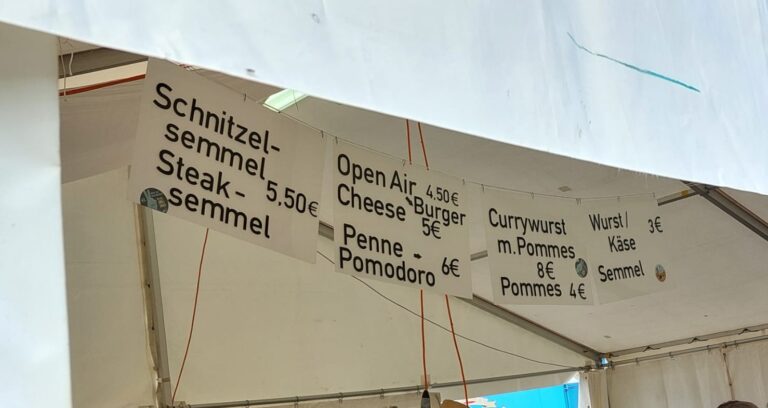 Schnitzel-
semmel
Steak- 5,50€
semmel
Open Air 4,50€
Cheese -Burger
5€
Penne -
Pomodoro 6€
Currywurst
m. Pommes
8€
Pommes 4€
Wurst/ 3€
Käse
Semmel